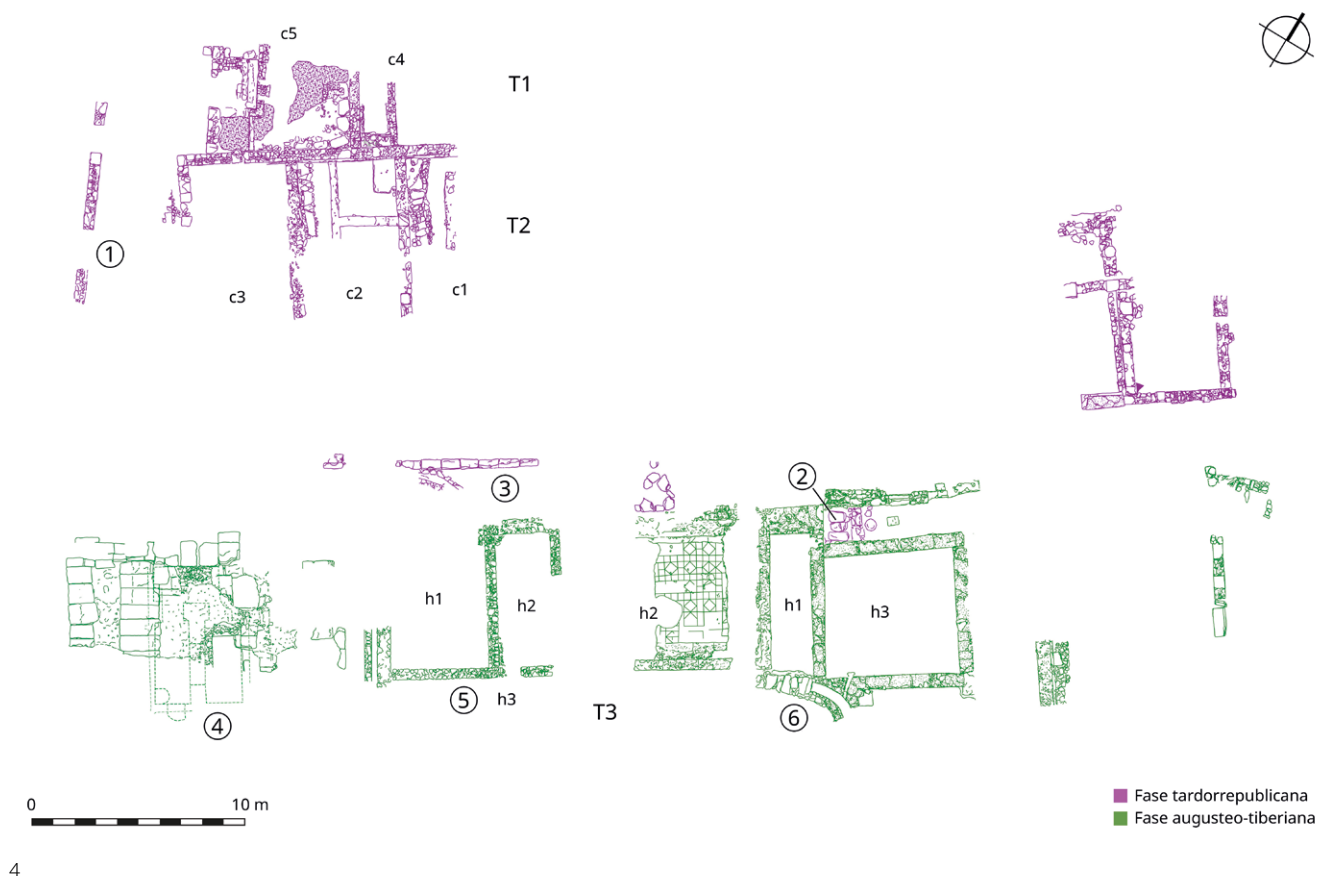 c5
c4
T1
T2
1
c3
c2
c1
2
3
h1
h2
h2
h1
h3
5
h3
T3
4
6
0 10 m
Fase tardorrepublicana
Fase augusteo-tiberiana
4